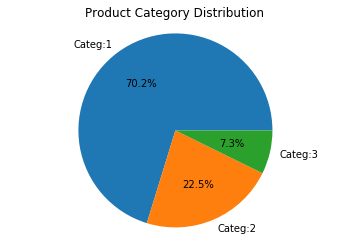 Product Category Distribution
Categ:1
70.2%
7.3%
Categ:3
22.5%
Categ:2